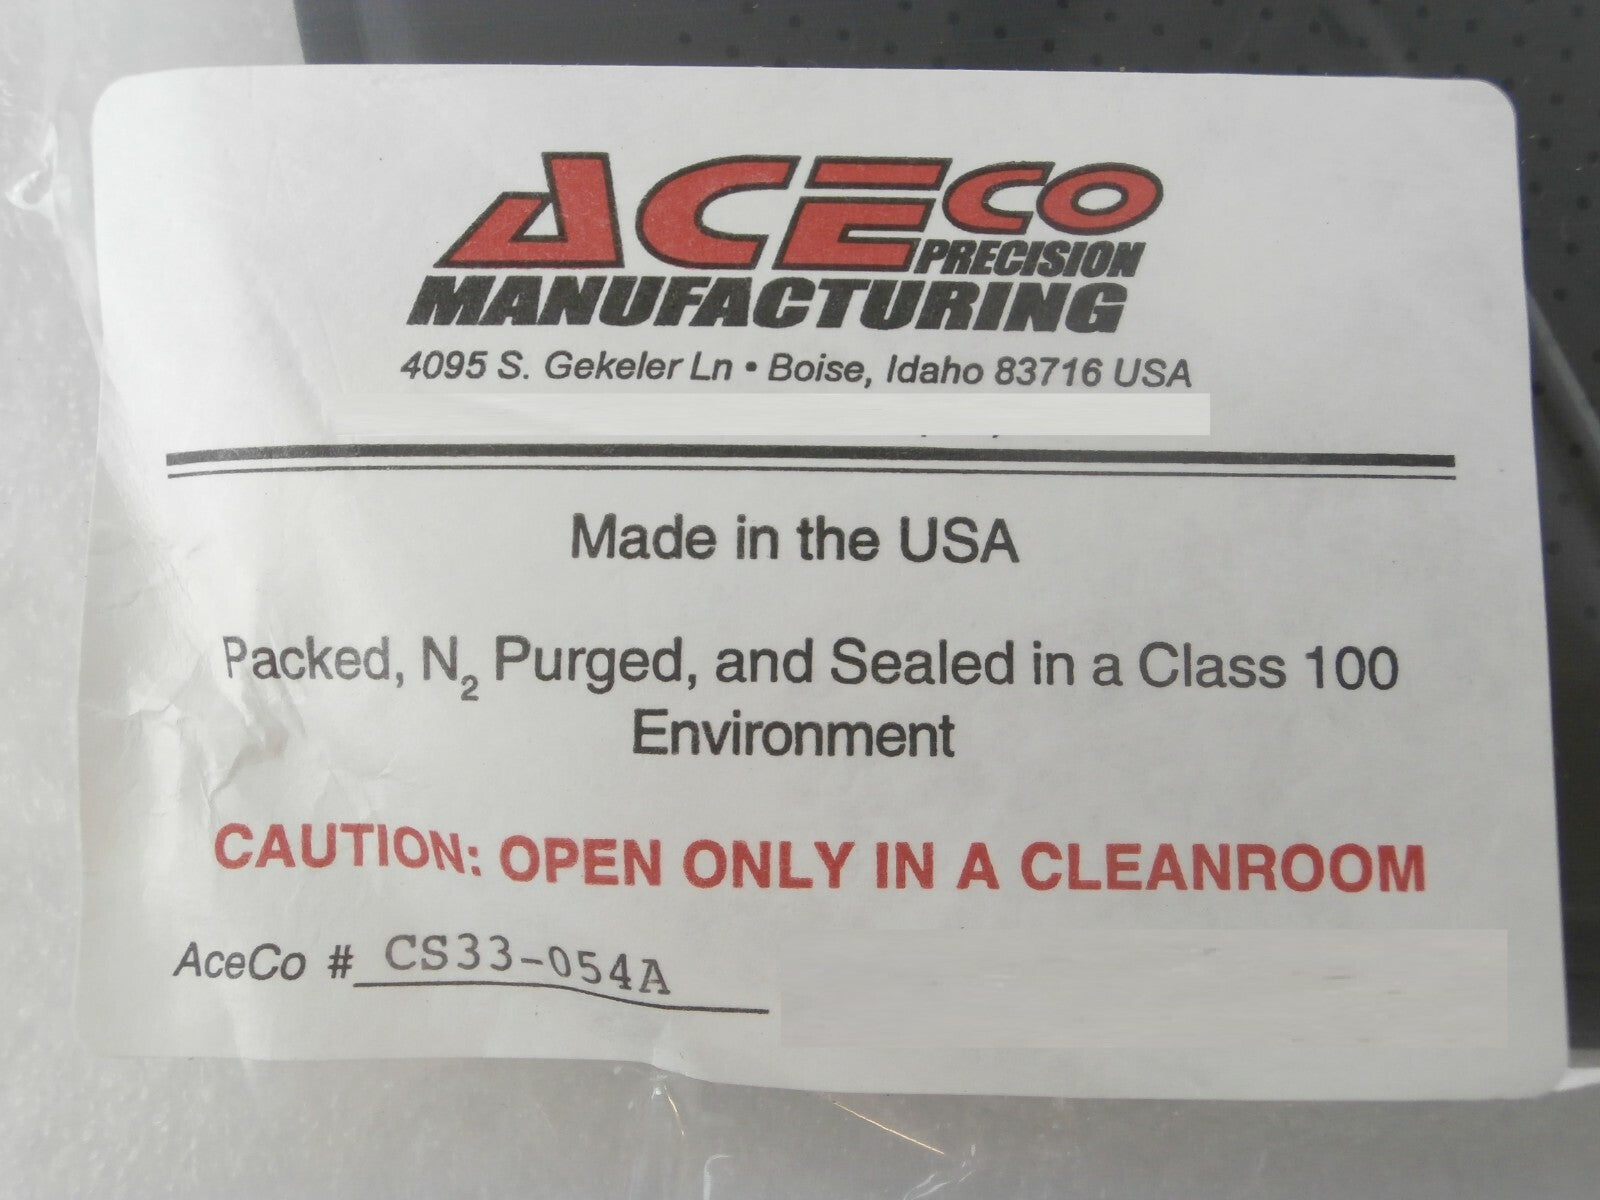 ACECO
PRECISION
MANUFACTURING
4095 S. Gekeler Ln • Boise, Idaho 83716 USA
Made in the USA
Packed, N₂ Purged, and Sealed in a Class 100
Environment
CAUTION: OPEN ONLY IN A CLEANROOM
AceCo # CS33-054A